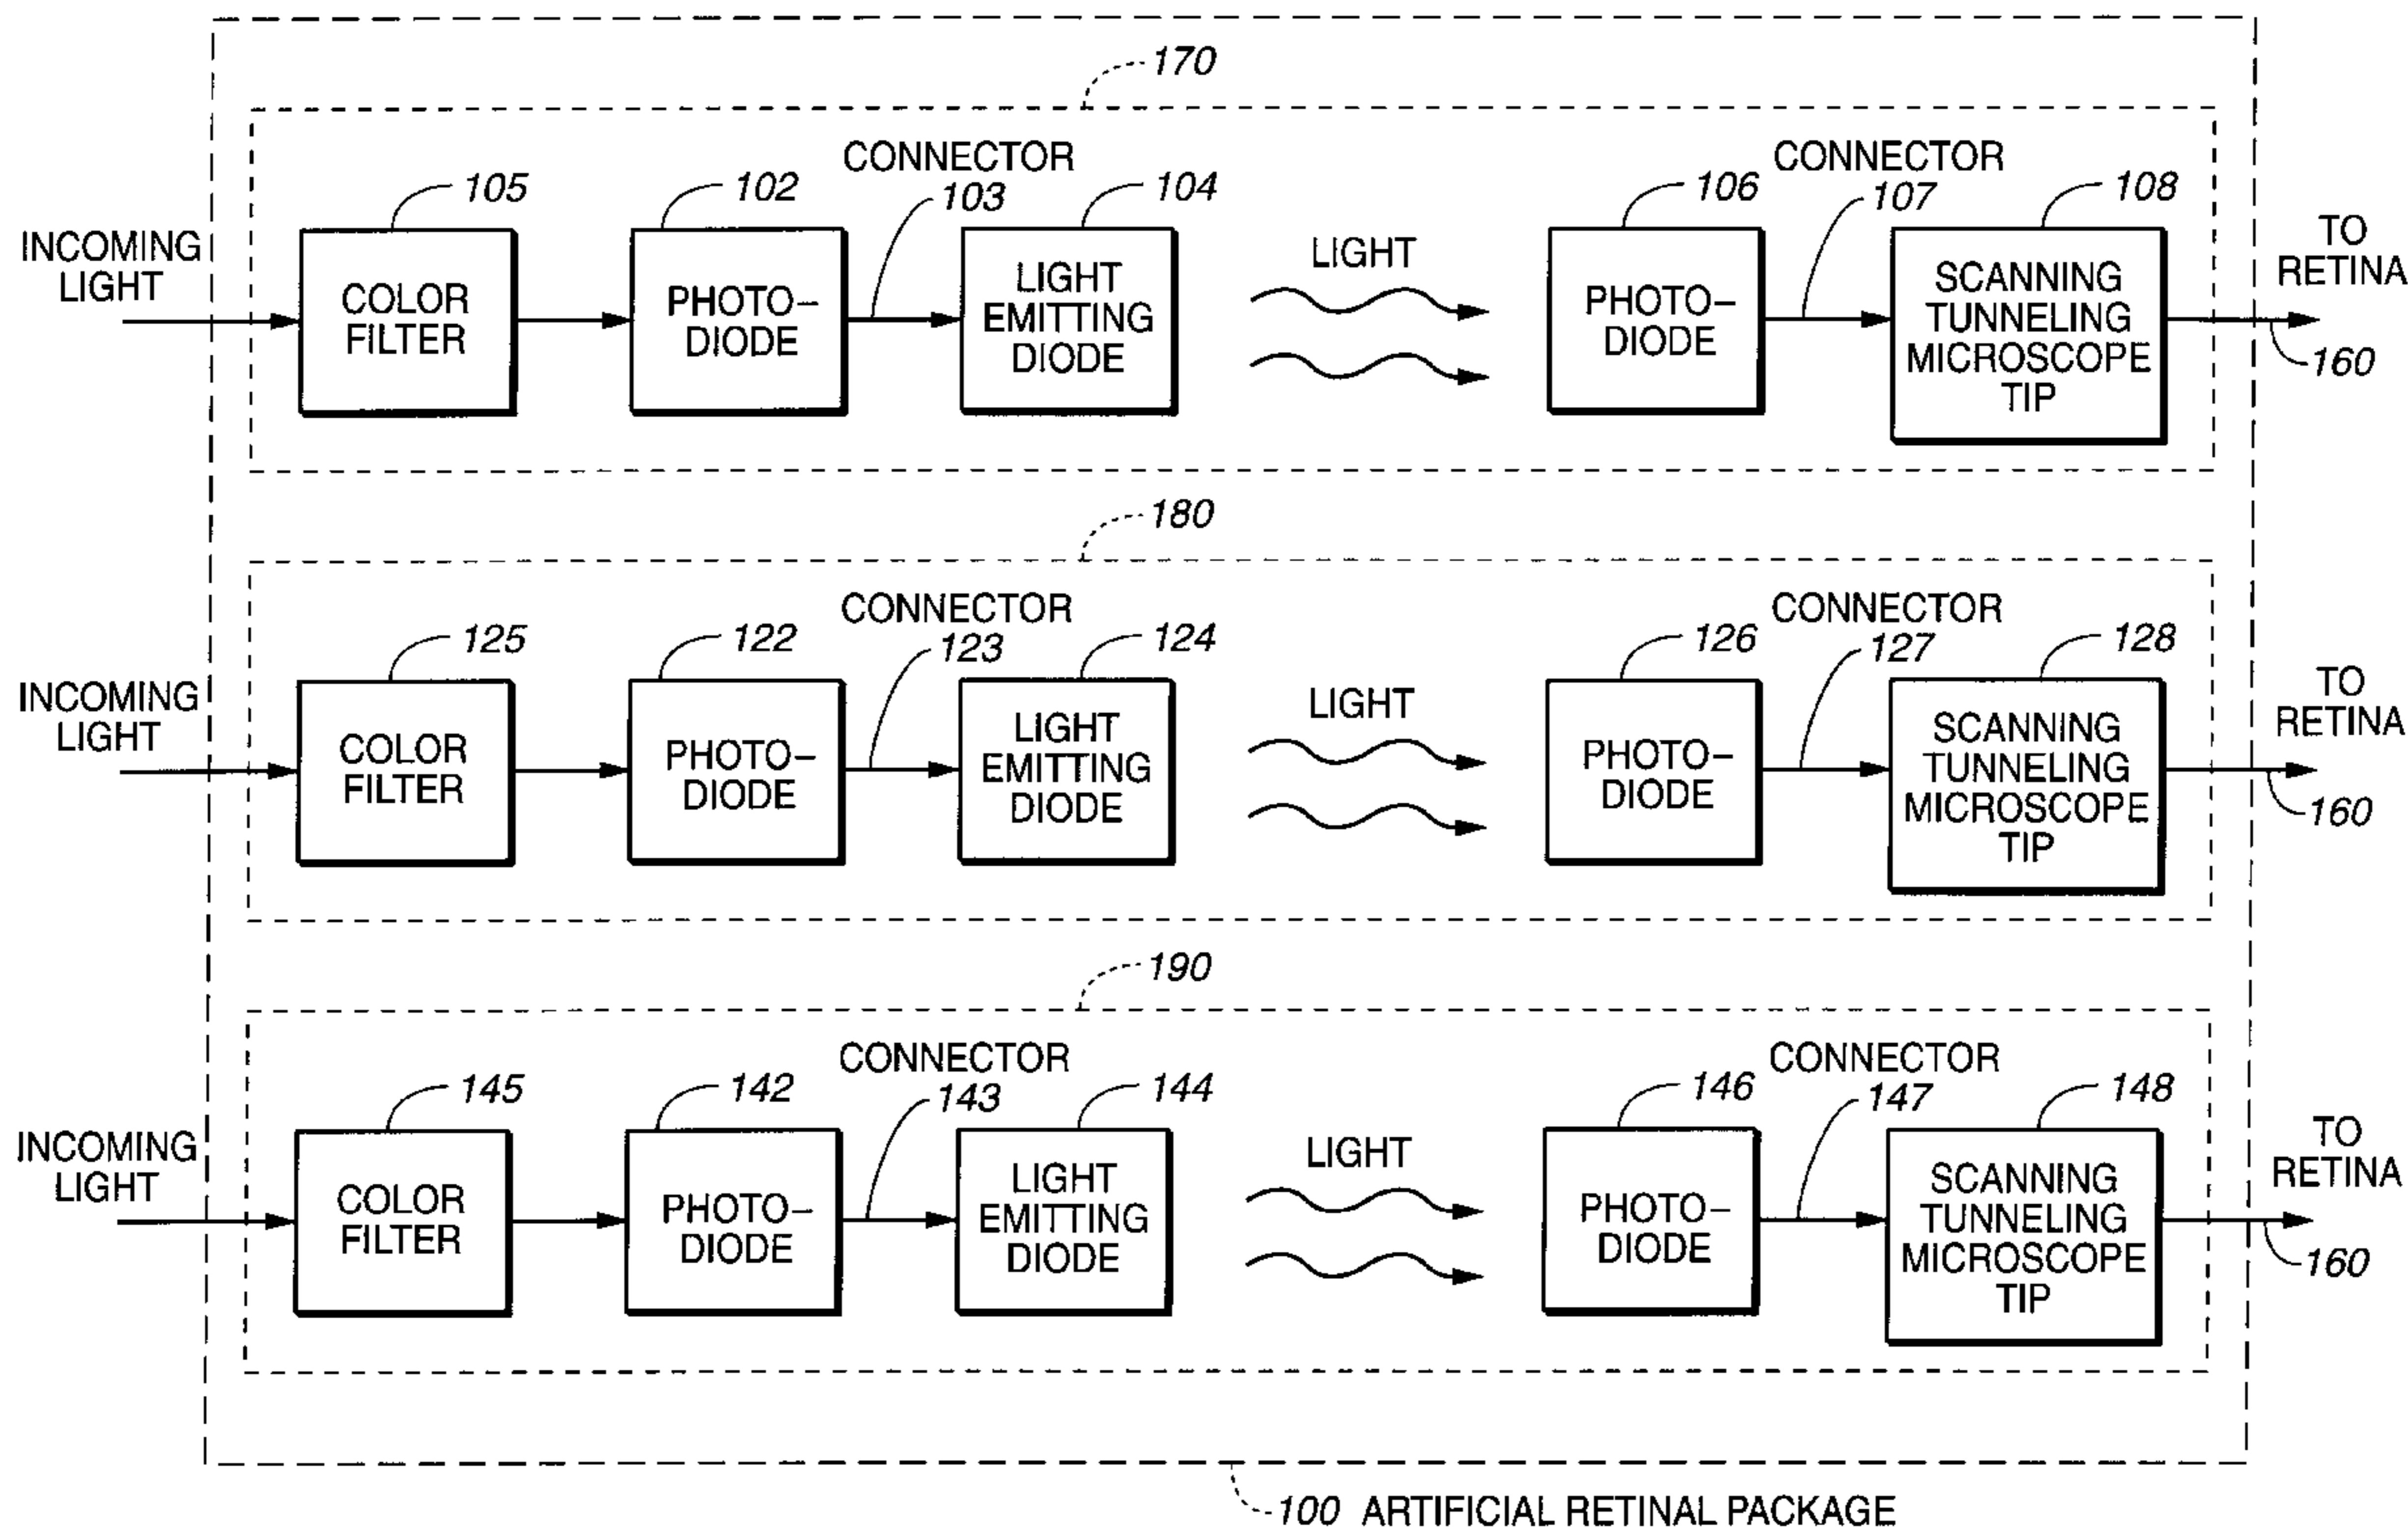 170
CONNECTOR
CONNECTOR
105
102
103
104
106
107
108
INCOMING
LIGHT
COLOR
FILTER
PHOTO-
DIODE
LIGHT
EMITTING
DIODE
LIGHT
PHOTO-
DIODE
SCANNING
TUNNELING
MICROSCOPE
TIP
TO
RETINA
160
180
CONNECTOR
CONNECTOR
125
122
123
124
126
127
128
INCOMING
LIGHT
COLOR
FILTER
PHOTO-
DIODE
LIGHT
EMITTING
DIODE
LIGHT
PHOTO-
DIODE
SCANNING
TUNNELING
MICROSCOPE
TIP
TO
RETINA
160
190
CONNECTOR
CONNECTOR
145
142
143
144
146
147
148
INCOMING
LIGHT
COLOR
FILTER
PHOTO-
DIODE
LIGHT
EMITTING
DIODE
LIGHT
PHOTO-
DIODE
SCANNING
TUNNELING
MICROSCOPE
TIP
TO
RETINA
160
100 ARTIFICIAL RETINAL PACKAGE